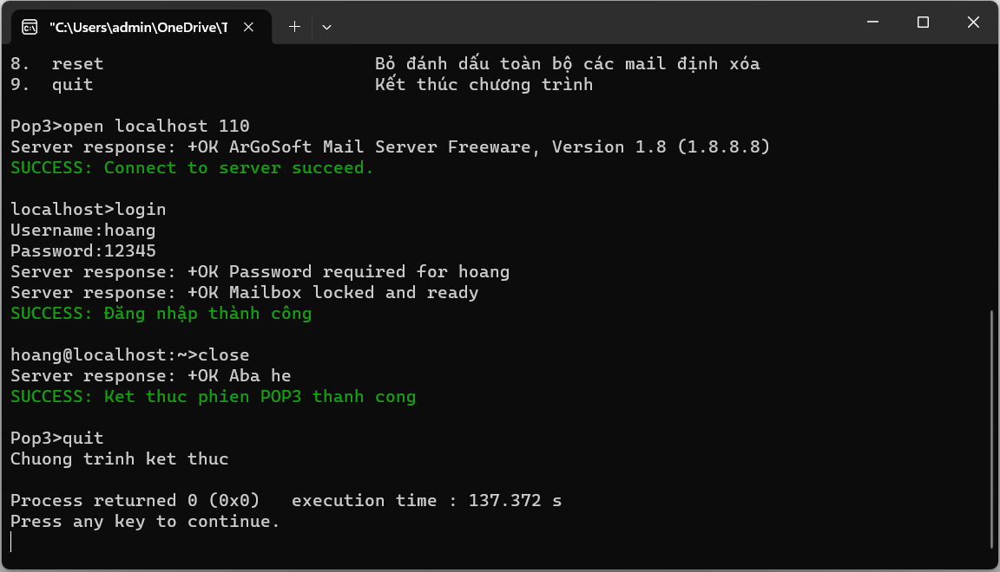 "C:\Users\admin\OneDrive\T
8.  reset                          Bỏ đánh dấu toàn bộ các mail định xóa
9.  quit                           Kết thúc chương trình
Pop3>open localhost 110
Server response: +OK ArGoSoft Mail Server Freeware, Version 1.8 (1.8.8.8)
SUCCESS: Connect to server succeed.
localhost>login
Username:hoang
Password:12345
Server response: +OK Password required for hoang
Server response: +OK Mailbox locked and ready
SUCCESS: Đăng nhập thành công
hoang@localhost:~>close
Server response: +OK Aba he
SUCCESS: Ket thuc phien POP3 thanh cong
Pop3>quit
Chuong trinh ket thuc
Process returned 0 (0x0)   execution time : 137.372 s
Press any key to continue.